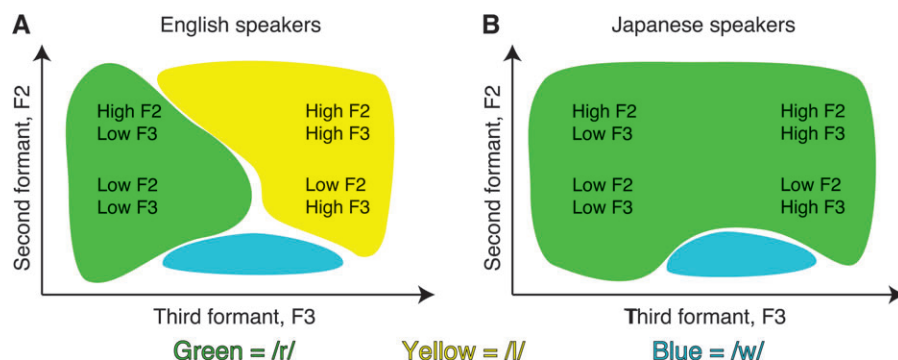 A
English speakers
Second formant, F2
High F2
Low F3
High F2
High F3
Low F2
Low F3
Low F2
High F3
Third formant, F3
B
Japanese speakers
Second formant, F2
High F2
Low F3
High F2
High F3
Low F2
Low F3
Low F2
High F3
Third formant, F3
Green = /r/
Yellow = /l/
Blue = /w/